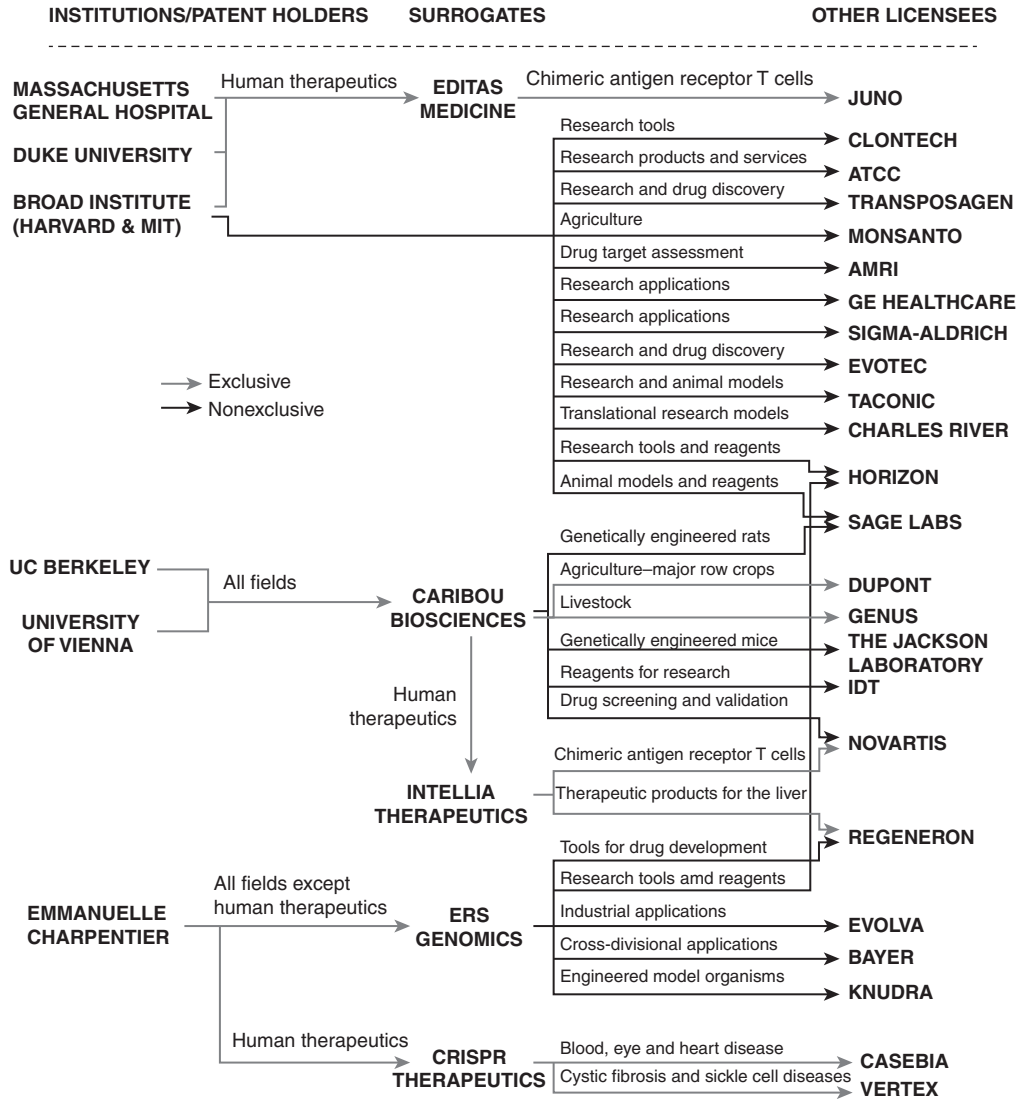 INSTITUTIONS/PATENT HOLDERS
SURROGATES
OTHER LICENSEES
MASSACHUSETTS
GENERAL HOSPITAL
Human therapeutics
EDITAS
MEDICINE
Chimeric antigen receptor T cells
JUNO
DUKE UNIVERSITY
BROAD INSTITUTE
(HARVARD & MIT)
Research tools
CLONTECH
Research products and services
ATCC
Research and drug discovery
TRANSPOSAGEN
Agriculture
MONSANTO
Drug target assessment
AMRI
Research applications
GE HEALTHCARE
Research applications
SIGMA-ALDRICH
Research and drug discovery
EVOTEC
Research and animal models
TACONIC
Translational research models
CHARLES RIVER
Research tools and reagents
HORIZON
Animal models and reagents
SAGE LABS
Exclusive
Nonexclusive
UC BERKELEY
UNIVERSITY
OF VIENNA
All fields
CARIBOU
BIOSCIENCES
Genetically engineered rats
Agriculture–major row crops
DUPONT
Livestock
GENUS
Genetically engineered mice
THE JACKSON
LABORATORY
Reagents for research
IDT
Drug screening and validation
NOVARTIS
Human
therapeutics
INTELLIA
THERAPEUTICS
Chimeric antigen receptor T cells
Therapeutic products for the liver
REGENERON
EMMANUELLE
CHARPENTIER
All fields except
human therapeutics
ERS
GENOMICS
Tools for drug development
Research tools amd reagents
Industrial applications
EVOLVA
Cross-divisional applications
BAYER
Engineered model organisms
KNUDRA
Human therapeutics
CRISPR
THERAPEUTICS
Blood, eye and heart disease
CASEBIA
Cystic fibrosis and sickle cell diseases
VERTEX